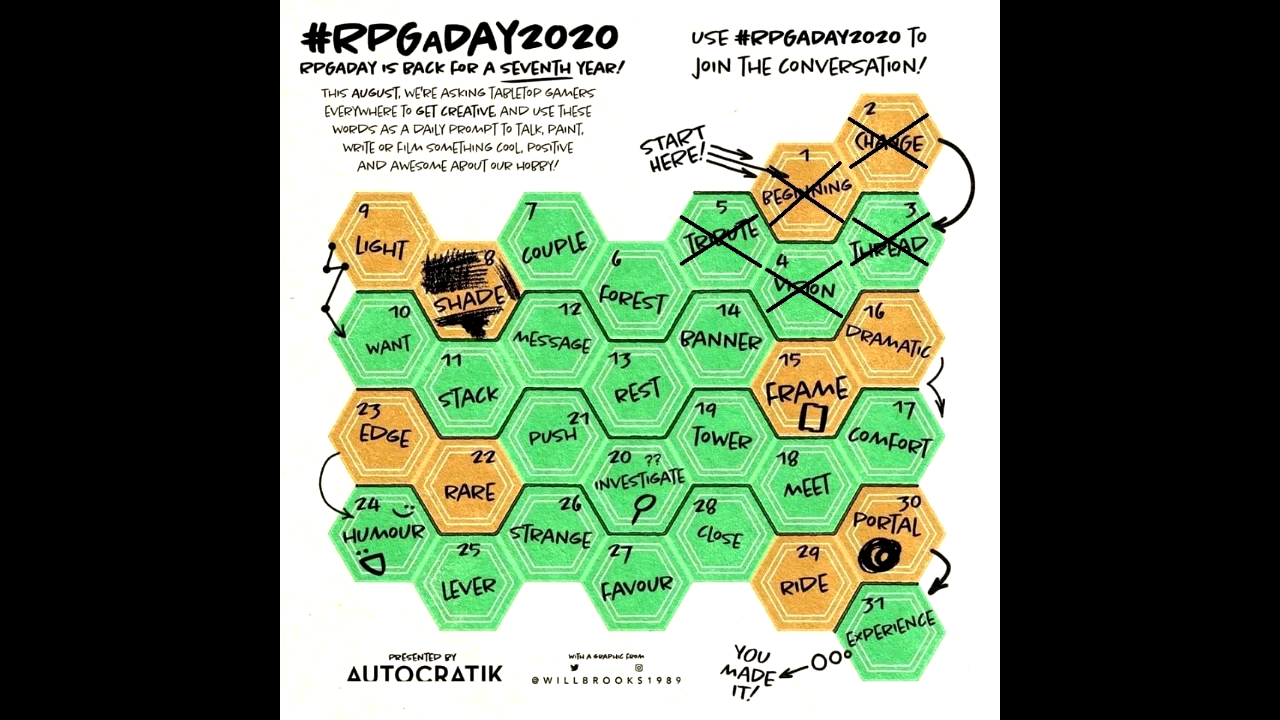 #RPGaDAY2020
RPGADAY IS BACK FOR A SEVENTH YEAR!
THIS AUGUST, WE'RE ASKING TABLETOP GAMERS
EVERYWHERE TO GET CREATIVE, AND USE THESE
WORDS AS A DAILY PROMPT TO TALK, PAINT,
WRITE OR FILM SOMETHING COOL, POSITIVE
AND AWESOME ABOUT OUR HOBBY!
USE #RPGADAY2020 TO
JOIN THE CONVERSATION!
START
HERE!
1
BEGINNING
2
CHANGE
3
THREAD
4
VISION
5
TRIBUTE
6
FOREST
7
COUPLE
8
SHADE
9
LIGHT
10
WANT
11
STACK
12
MESSAGE
13
REST
14
BANNER
15
FRAME
16
DRAMATIC
17
COMFORT
18
MEET
19
TOWER
20 ??
INVESTIGATE
21
PUSH
22
RARE
23
EDGE
24
HUMOUR
25
LEVER
26
STRANGE
27
FAVOUR
28
CLOSE
29
RIDE
30
PORTAL
31
EXPERIENCE
YOU
MADE
IT!
PRESENTED BY
AUTOCRATIK
WITH A GRAPHIC FROM
@WILLBROOKS1989